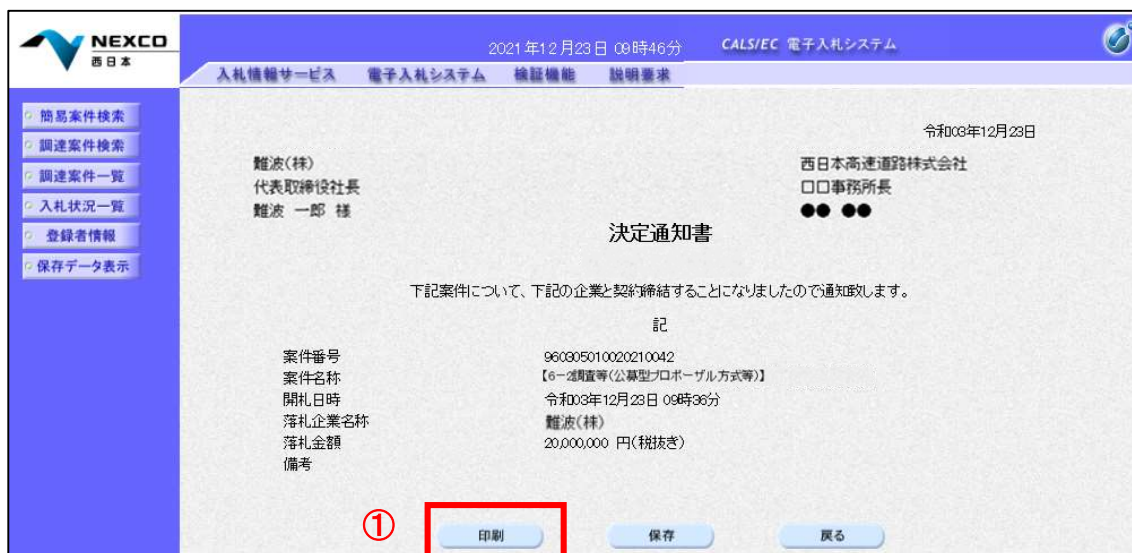 NEXCO
西日本
2021年12月23日 09時46分
CALS/EC 電子入札システム
入札情報サービス 電子入札システム 検証機能 説明要求
簡易案件検索
調達案件検索
調達案件一覧
入札状況一覧
登録者情報
保存データ表示
令和03年12月23日
難波(株)
代表取締役社長
難波 一郎 様
西日本高速道路株式会社
□□事務所長
●● ●●
決定通知書
下記案件について、下記の企業と契約締結することになりましたので通知致します。
記
案件番号 960305010020210042
案件名称 【6-2調査等(公募型プロポーザル方式等)】
開札日時 令和03年12月23日 09時36分
落札企業名称 難波(株)
落札金額 20,000,000 円(税抜き)
備考
① 印刷 保存 戻る